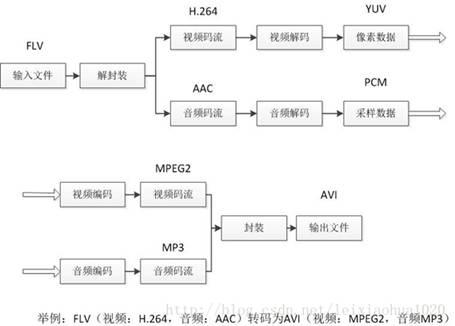 H.264
YUV
FLV
视频码流
视频解码
像素数据
输入文件
解封装
AAC
PCM
音频码流
音频解码
采样数据
MPEG2
视频编码
视频码流
AVI
封装
输出文件
MP3
音频编码
音频码流
http://blog.csdn.net/leixiaohua1020
举例：FLV（视频：H.264，音频：AAC）转码为AVI（视频：MPEG2，音频MP3）